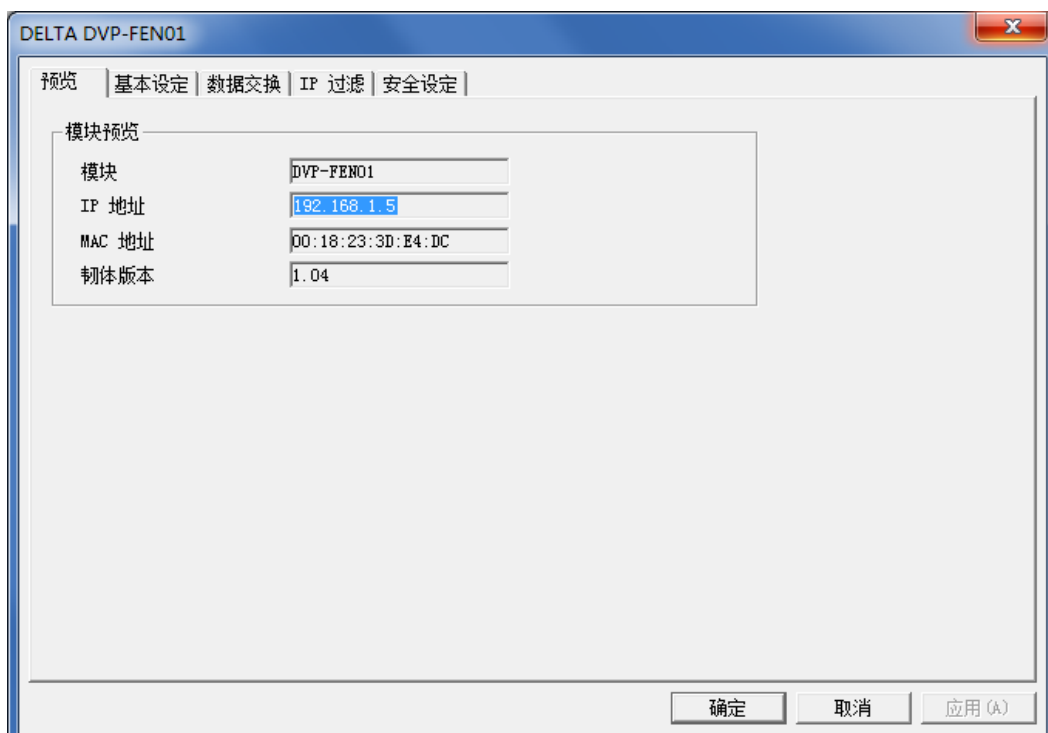 DELTA DVP-FEN01
预览 基本设定 数据交换 IP 过滤 安全设定
模块预览
模块 DVP-FEN01
IP 地址 192.168.1.5
MAC 地址 00:18:23:3D:E4:DC
韧体版本 1.04
确定 取消 应用(A)